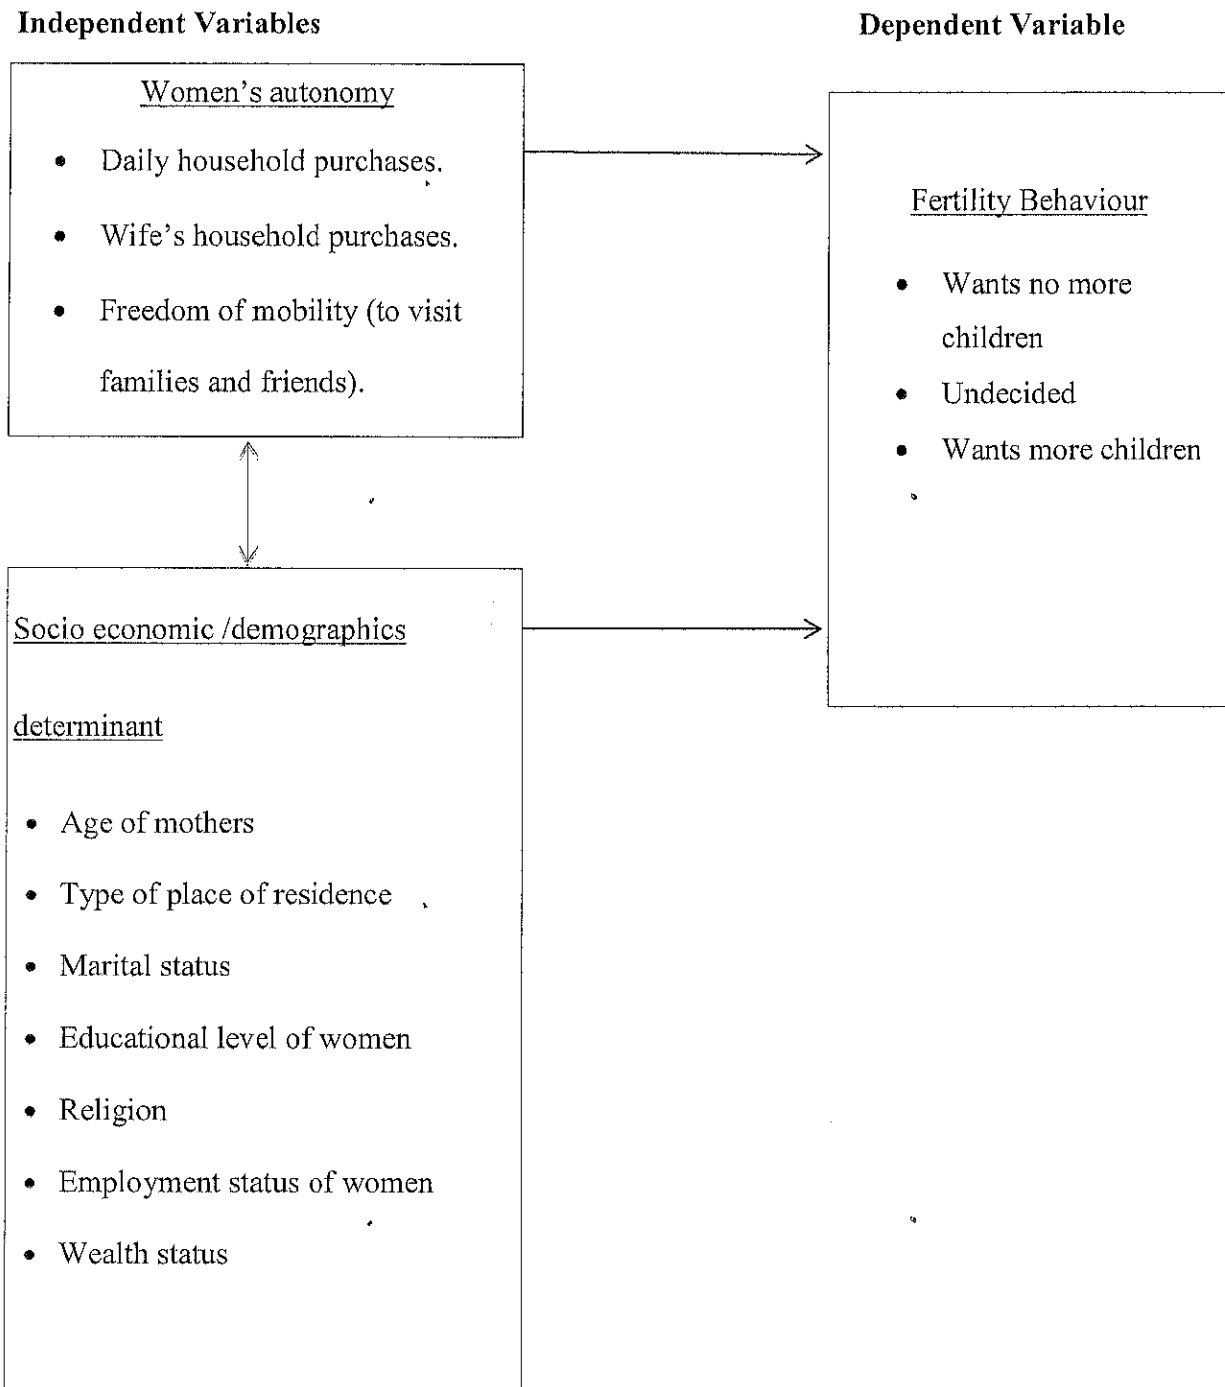 Independent Variables
Dependent Variable
Women's autonomy
• Daily household purchases.
• Wife's household purchases.
• Freedom of mobility (to visit
families and friends).
Fertility Behaviour
• Wants no more
children
• Undecided
• Wants more children
Socio economic /demographics
determinant
• Age of mothers
• Type of place of residence
• Marital status
• Educational level of women
• Religion
• Employment status of women
• Wealth status